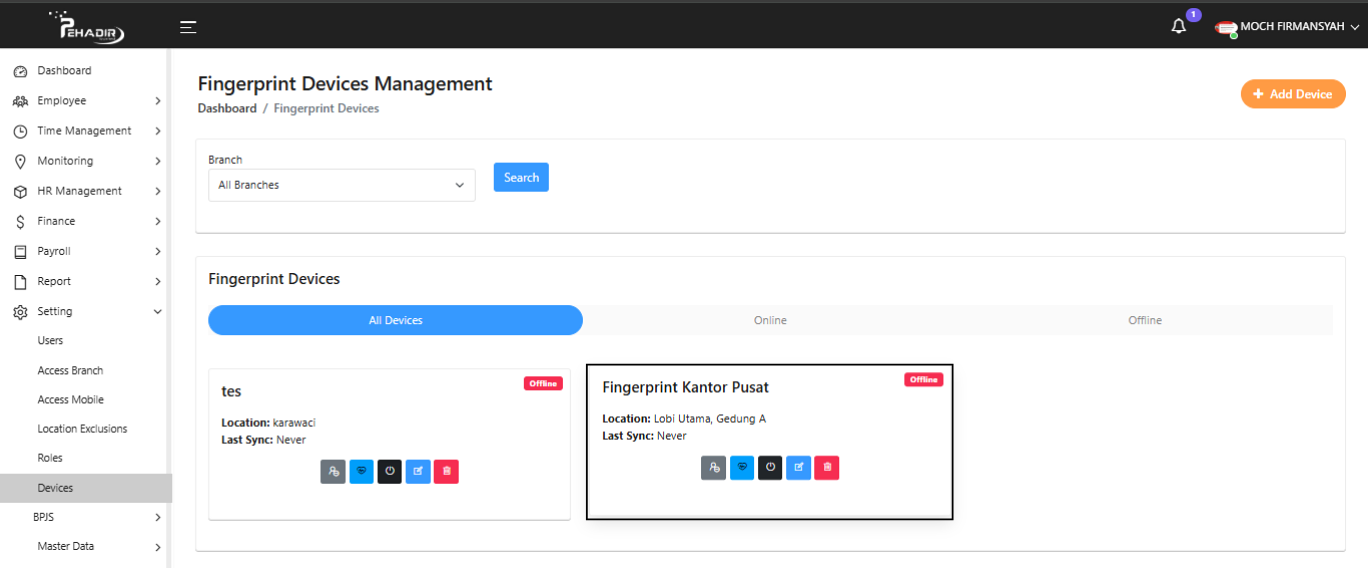 PEHADIR
1
MOCH FIRMANSYAH
Dashboard
Employee
Time Management
Monitoring
HR Management
Finance
Payroll
Report
Setting
Users
Access Branch
Access Mobile
Location Exclusions
Roles
Devices
BPJS
Master Data
Fingerprint Devices Management
Dashboard / Fingerprint Devices
+ Add Device
Branch
All Branches
Search
Fingerprint Devices
All Devices
Online
Offline
tes
Offline
Location: karawaci
Last Sync: Never
Fingerprint Kantor Pusat
Offline
Location: Lobi Utama, Gedung A
Last Sync: Never